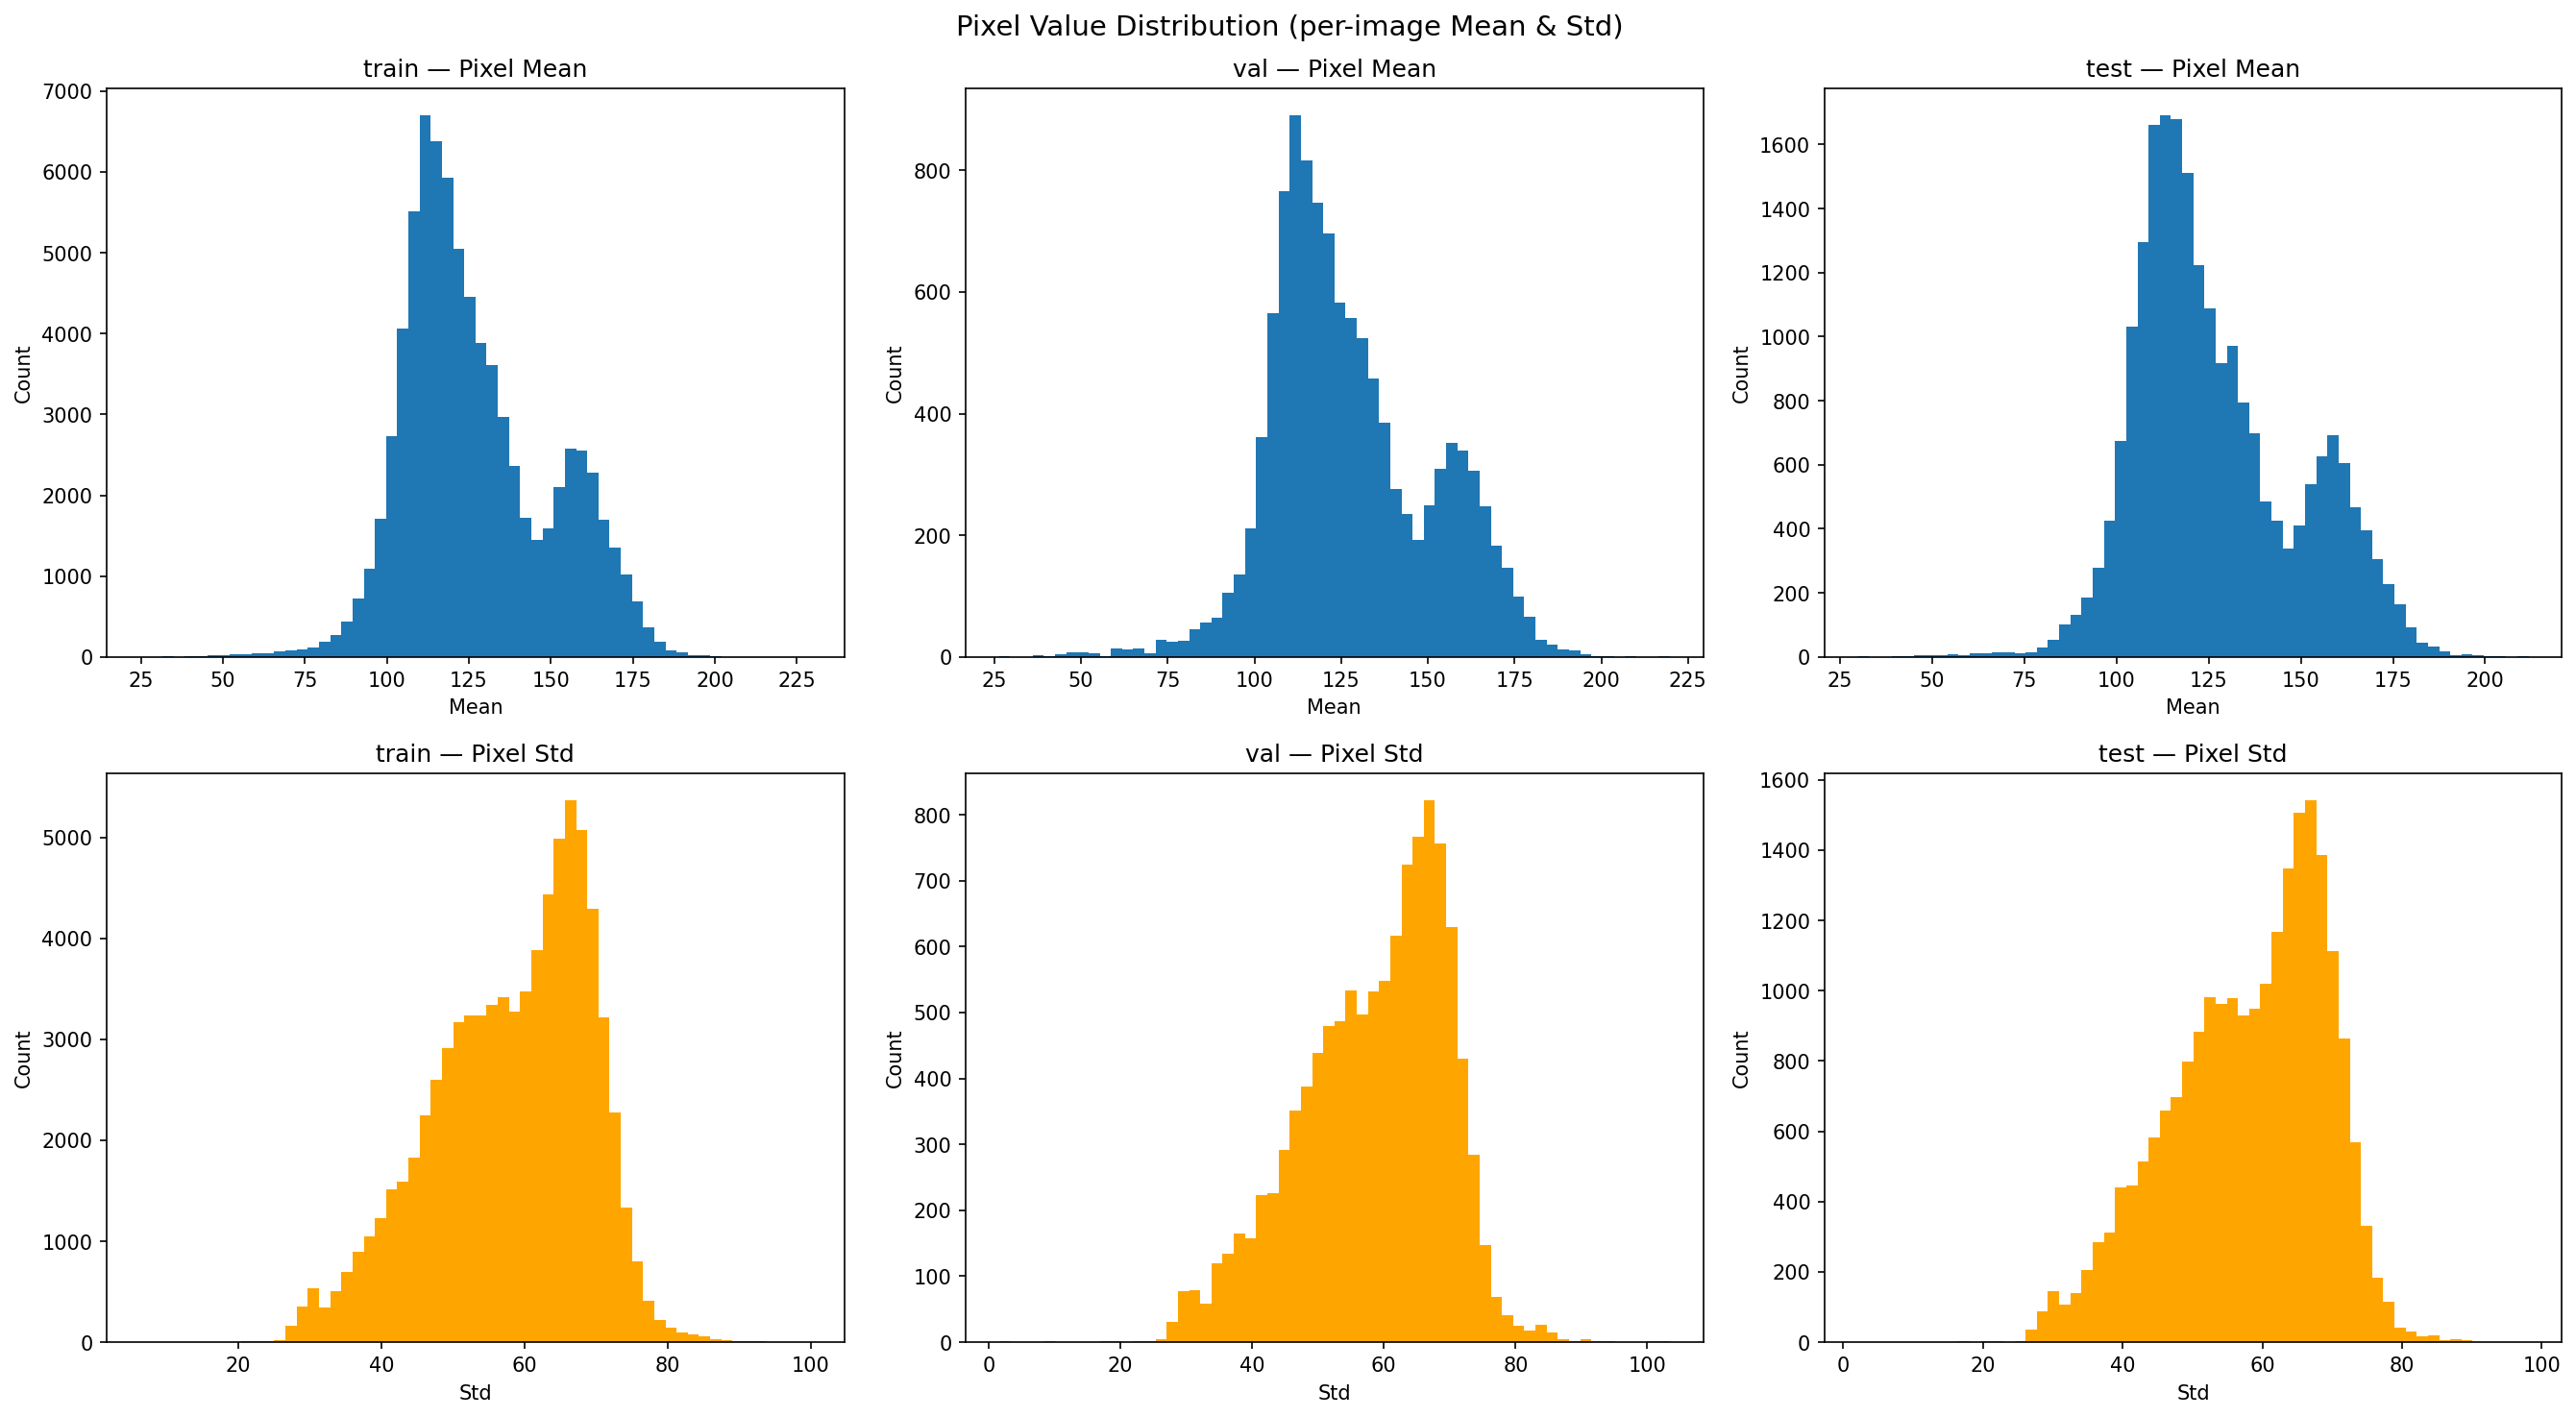 Pixel Value Distribution (per-image Mean & Std)
train — Pixel Mean
7000
6000
5000
4000
3000
2000
1000
0
Count
25 50 75 100 125 150 175 200 225
Mean
val — Pixel Mean
800
600
400
200
0
Count
25 50 75 100 125 150 175 200 225
Mean
test — Pixel Mean
1600
1400
1200
1000
800
600
400
200
0
Count
25 50 75 100 125 150 175 200
Mean
train — Pixel Std
5000
4000
3000
2000
1000
0
Count
20 40 60 80 100
Std
val — Pixel Std
800
700
600
500
400
300
200
100
0
Count
0 20 40 60 80 100
Std
test — Pixel Std
1600
1400
1200
1000
800
600
400
200
0
Count
0 20 40 60 80 100
Std